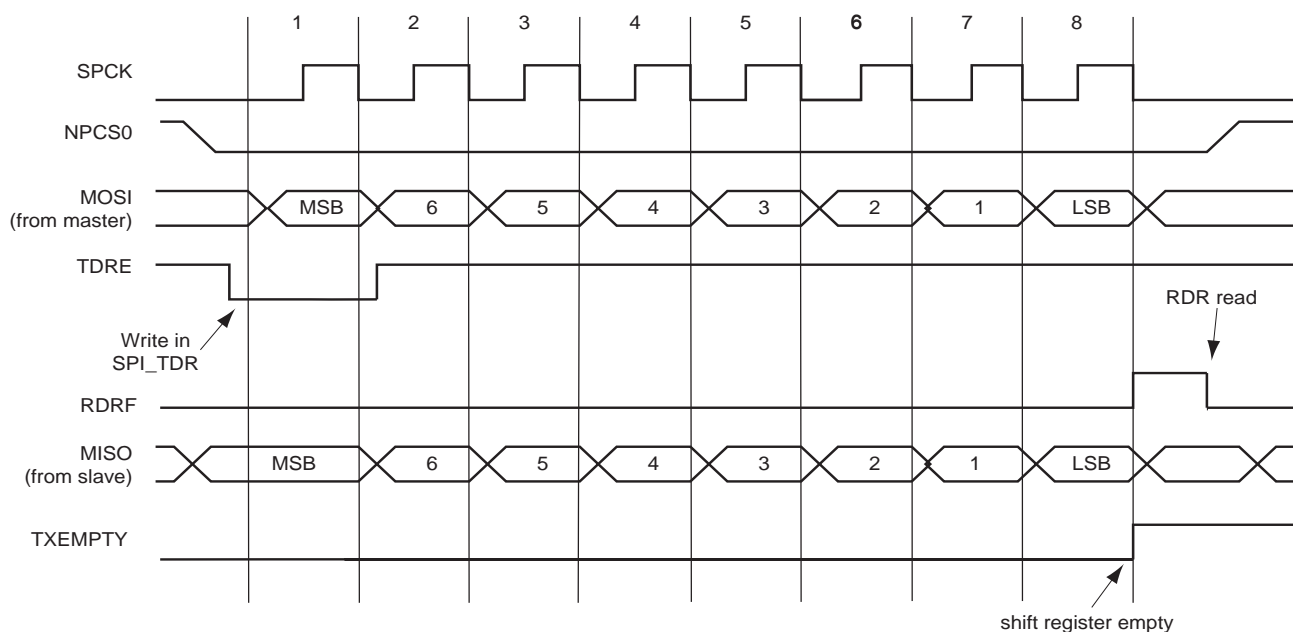 1 2 3 4 5 6 7 8
SPCK
NPCS0
MOSI
(from master)
MSB 6 5 4 3 2 1 LSB
TDRE
RDR read
Write in
SPI_TDR
RDRF
MISO
(from slave)
MSB 6 5 4 3 2 1 LSB
TXEMPTY
shift register empty